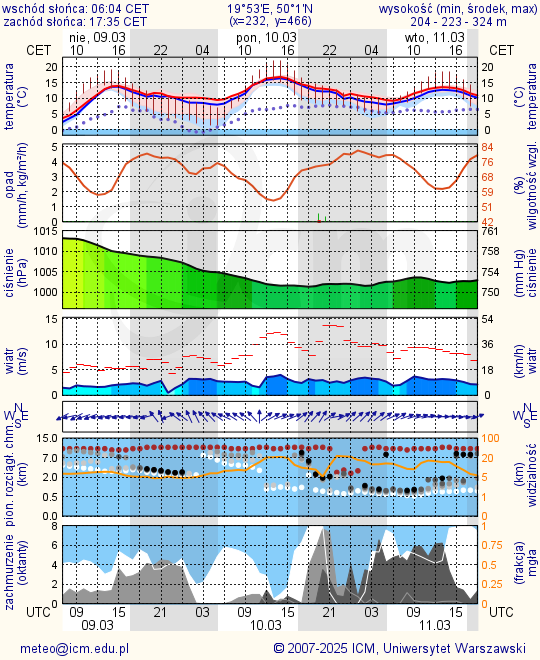 wschód słońca: 06:04 CET 19°53'E, 50°1'N wysokość (min, środek, max)
zachód słońca: 17:35 CET (x=232, y=466) 204 - 223 - 324 m
nie, 09.03 pon, 10.03 wto, 11.03
CET 10 16 22 04 10 16 22 04 10 16 CET
temperatura (°C)
20 15 10 5 0
20 15 10 5 0
temperatura (°C)
opad (mm/h, kg/m²/h)
5 4 3 2 1 0
84 76 68 59 51 42
(%) wilgotność wzgl.
ciśnienie (hPa)
1015 1010 1005 1000
761 758 754 750
(mm Hg) ciśnienie
wiatr (m/s)
15 10 5 0
54 36 18 0
(km/h) wiatr
N W E S
N W E S
pion. rozciągł. chm. (km)
15.0 7.0 2.0 0.5 0.2 0.0
100 20 10 5 1 0
(km) widzialność
zachmurzenie (oktanty)
8 6 4 2 0
1 0.75 0.5 0.25 0
(frakcja) mgła
UTC 09 15 21 03 09 15 21 03 09 15 UTC
09.03 10.03 11.03
meteo@icm.edu.pl © 2007-2025 ICM, Uniwersytet Warszawski